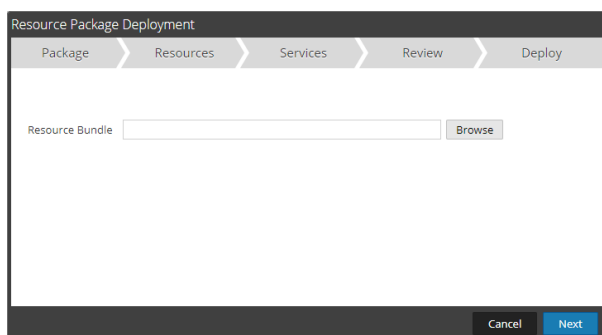 Resource Package Deployment
Package Resources Services Review Deploy
Resource Bundle Browse
Cancel Next